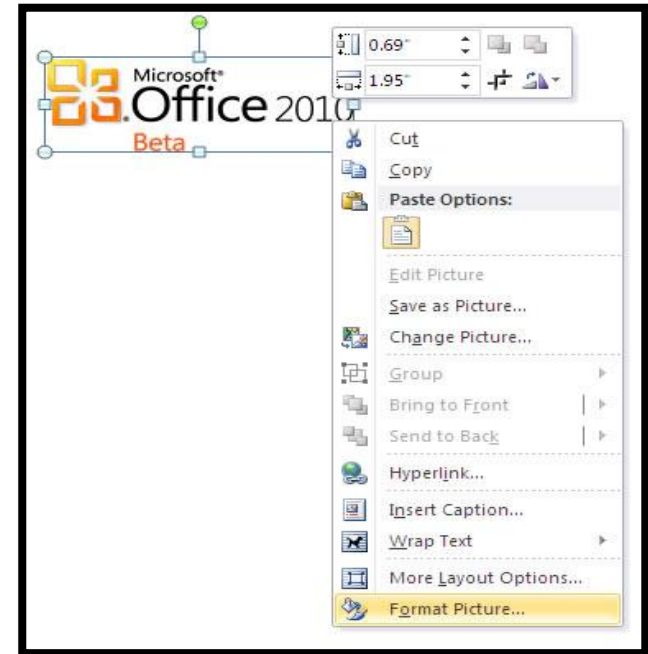 0.69"
1.95"
Microsoft®
Office 2010
Beta
Cut
Copy
Paste Options:
Edit Picture
Save as Picture...
Change Picture...
Group
Bring to Front
Send to Back
Hyperlink...
Insert Caption...
Wrap Text
More Layout Options...
Format Picture...